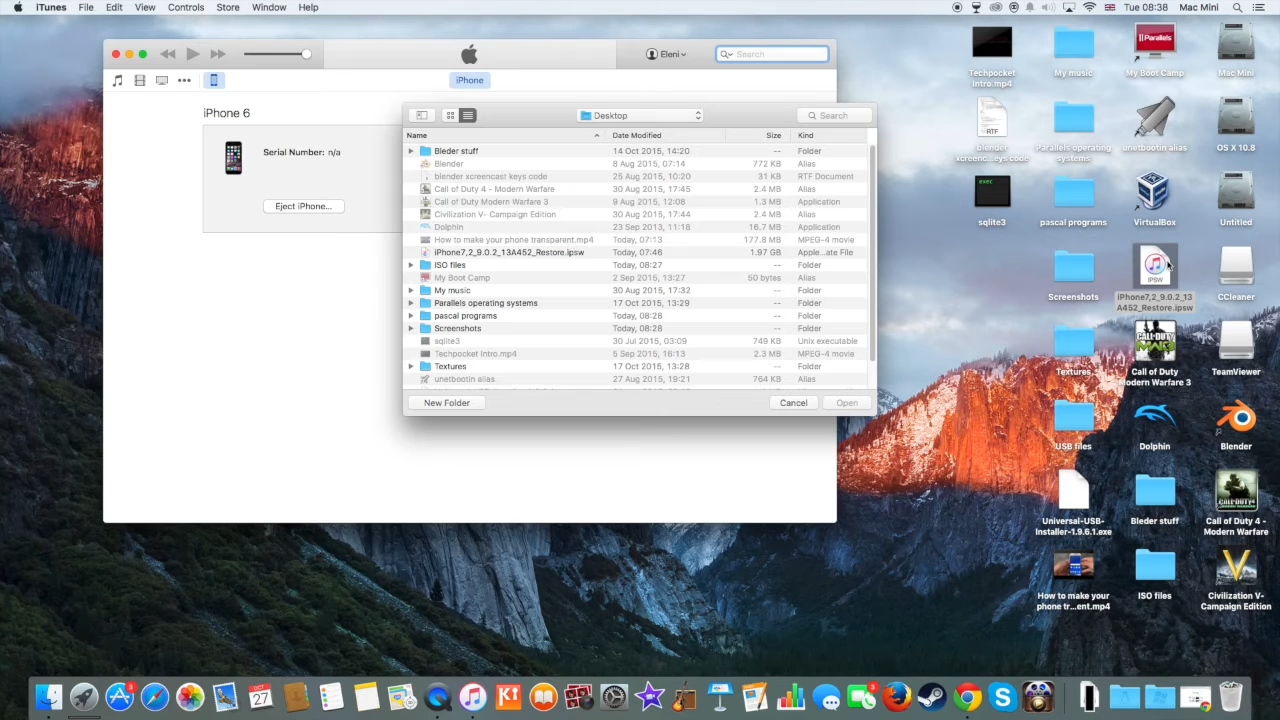 iTunes File Edit View Controls Store Window Help Tue 08:38 Mac Mini
Eleni
Search
iPhone
iPhone 6
Serial Number: n/a
Eject iPhone...
Desktop
Search
Name Date Modified Size Kind
Bleder stuff 14 Oct 2015, 14:20 -- Folder
Blender 8 Aug 2015, 07:14 772 KB Alias
blender xcreencast keys code 25 Aug 2015, 10:20 31 KB RTF Document
Call of Duty 4 - Modern Warfare 30 Aug 2015, 17:45 2.4 MB Alias
Call of Duty Modern Warfare 3 9 Aug 2015, 12:08 1.3 MB Application
Civilization V- Campaign Edition 30 Aug 2015, 17:44 2.4 MB Alias
Dolphin 23 Sep 2013, 11:18 16.7 MB Application
How to make your phone transparent.mp4 Today, 07:13 177.8 MB MPEG-4 movie
iPhone7,2_9.0.2_13A452_Restore.ipsw Today, 07:46 1.97 GB Apple...ate File
ISO files Today, 08:27 -- Folder
My Boot Camp 2 Sep 2015, 13:27 50 bytes Alias
My music 30 Aug 2015, 17:32 -- Folder
Parallels operating systems 17 Oct 2015, 13:29 -- Folder
pascal programs Today, 08:28 -- Folder
Screenshots Today, 08:28 -- Folder
sqlite3 30 Jul 2015, 03:09 749 KB Unix executable
Techpocket Intro.mp4 5 Sep 2015, 16:13 2.3 MB MPEG-4 movie
Textures 17 Oct 2015, 13:28 -- Folder
unetbootin alias 27 Aug 2015, 19:21 764 KB Alias
New Folder Cancel Open
Techpocket
Intro.mp4
My music
Parallels
My Boot Camp
Mac Mini
RTF
blender
xcreenc...eys code
Parallels operating
systems
unetbootin alias
OS X 10.8
exec
sqlite3
pascal programs
VirtualBox
Untitled
Screenshots
IPSW
iPhone7,2_9.0.2_13
A452_Restore.ipsw
CCleaner
Textures
MW3
Call of Duty
Modern Warfare 3
TeamViewer
USB files
Dolphin
Blender
Universal-USB-
Installer-1.9.6.1.exe
Bleder stuff
Call of Duty 4 -
Modern Warfare
How to make your
phone tr...ent.mp4
ISO files
Civilization V-
Campaign Edition
3
OCT
27
3